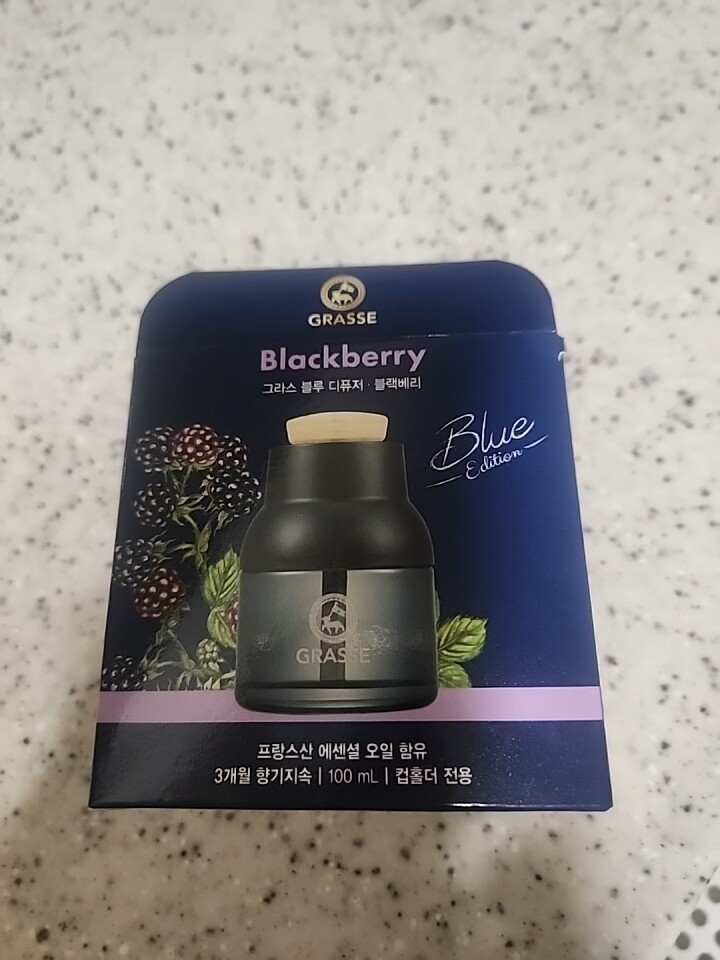 GRASSE
Blackberry
그라스 블루 디퓨저 · 블랙베리
Blue
Edition
GRASSE
프랑스산 에센셜 오일 함유
3개월 향기지속 | 100 mL | 컵홀더 전용